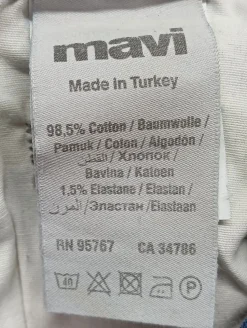 mavi
Made in Turkey
98,5% Cotton / Baumwolle /
Pamuk / Colon / Algodón /
القطن / Хлопок /
Bavina / Katoen
1,5% Elastane / Elastan /
المرن / Эластан / Elastaan
RN 95767 CA 34786
40 P